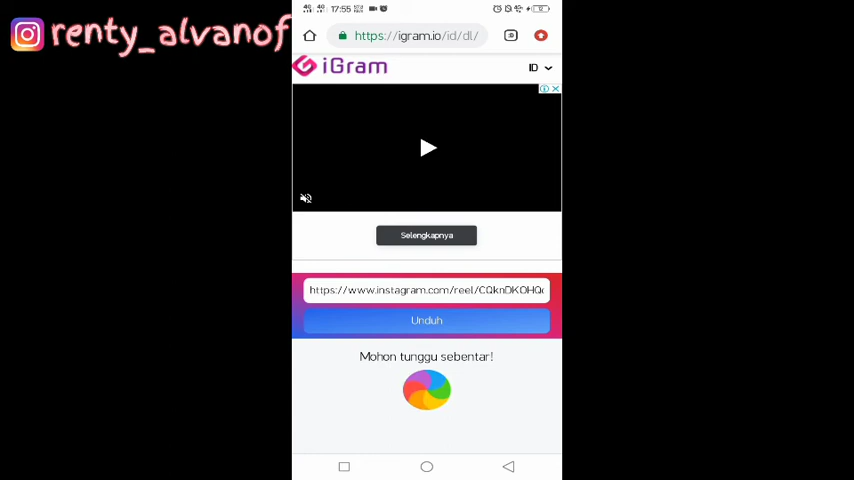 renty_alvanof
17:55
https://igram.io/id/dl/
iGram
ID
Selengkapnya
https://www.instagram.com/reel/CQknDKOHQ
Unduh
Mohon tunggu sebentar!